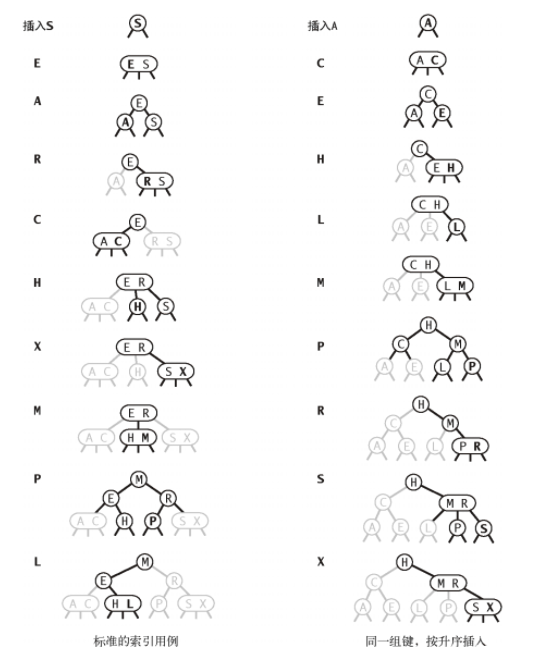 插入S S
E E S
A E
A S
R E
A R S
C E
A C R S
H E R
A C H S
X E R
A C H S X
M E R
A C H M S X
P M
E R
A C H P S X
L M
E R
A C H L P S X
标准的索引用例
插入A A
C A C
E C
A E
H C
A E H
L C H
A E L
M C H
A E L M
P H
C M
A E L P
R H
C M
A E L P R
S H
C M R
A E L P S
X H
C M R
A E L P S X
同一组键，按升序插入